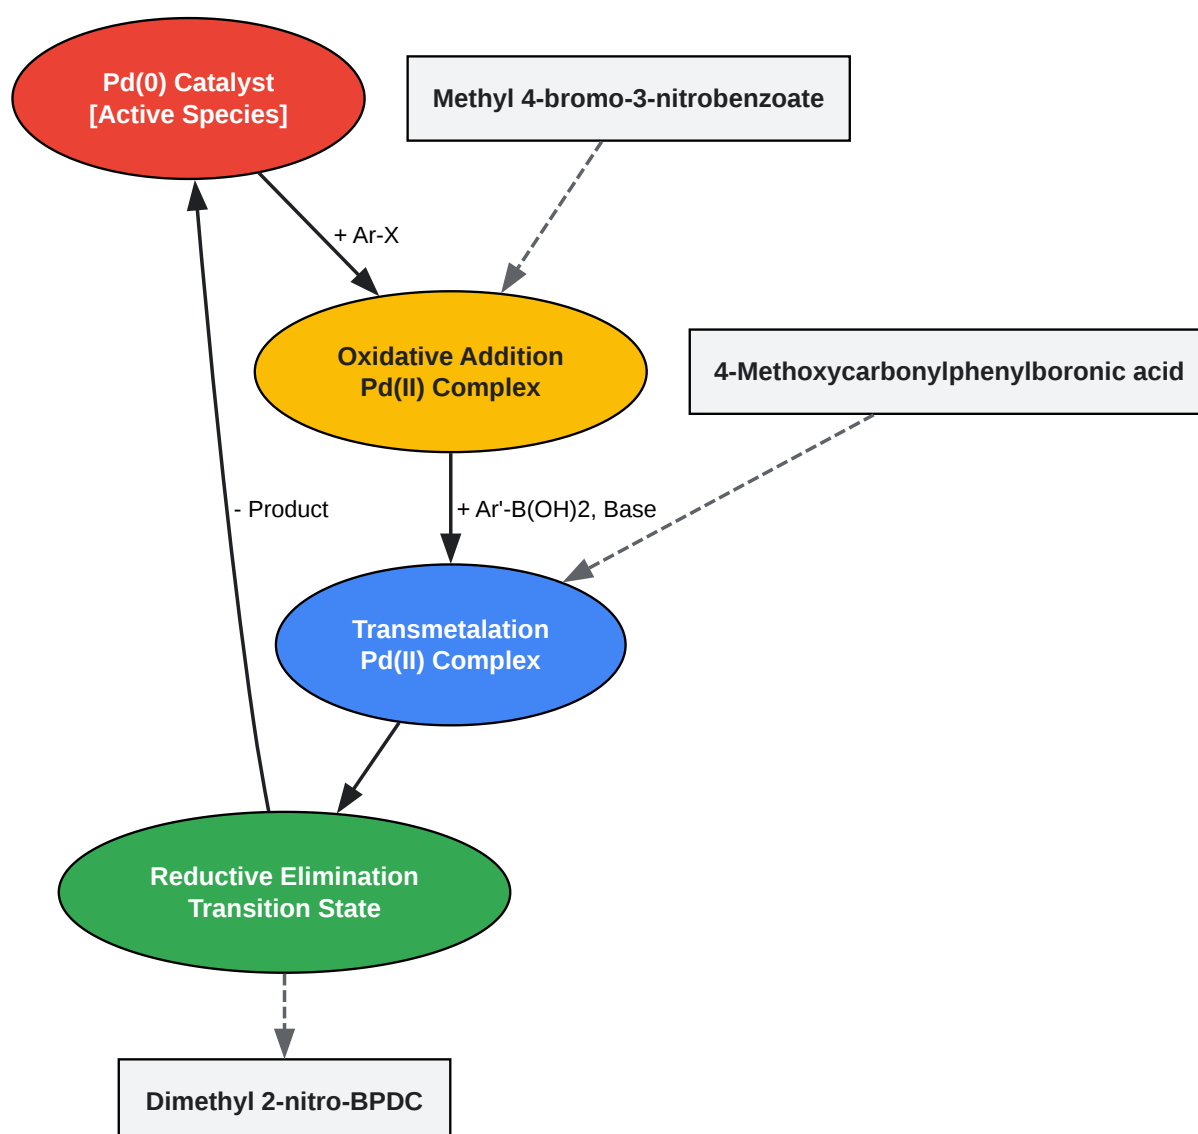 Pd(0) Catalyst
[Active Species]
Methyl 4-bromo-3-nitrobenzoate
+ Ar-X
Oxidative Addition
Pd(II) Complex
4-Methoxycarbonylphenylboronic acid
- Product
+ Ar'-B(OH)2, Base
Transmetalation
Pd(II) Complex
Reductive Elimination
Transition State
Dimethyl 2-nitro-BPDC